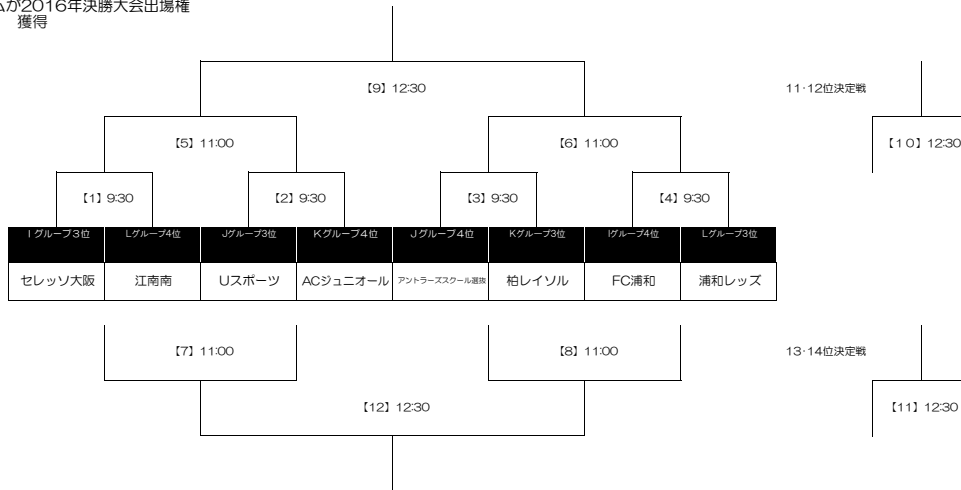 ムが2016年決勝大会出場権
獲得
【9】 12:30
11･12位決定戦
【5】 11:00
【6】 11:00
【１０】 12:30
【1】 9:30
【2】 9:30
【3】 9:30
【4】 9:30
Ｉグループ３位 Lグループ4位 Jグループ3位 Kグループ４位 Ｊグループ4位 Kグループ3位 Iグループ4位 Lグループ３位
セレッソ大阪 江南南 Uスポーツ ACジュニオール アントラーズスクール選抜 柏レイソル FC浦和 浦和レッズ
【7】 11:00
【8】 11:00
13･14位決定戦
【12】 12:30
【11】 12:30